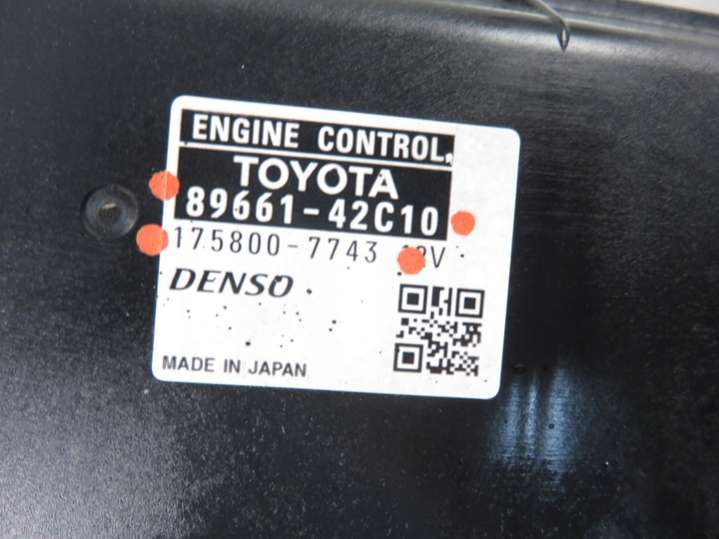 ENGINE CONTROL.
TOYOTA
89661-42C10
175800-7743 12V
DENSO
MADE IN JAPAN